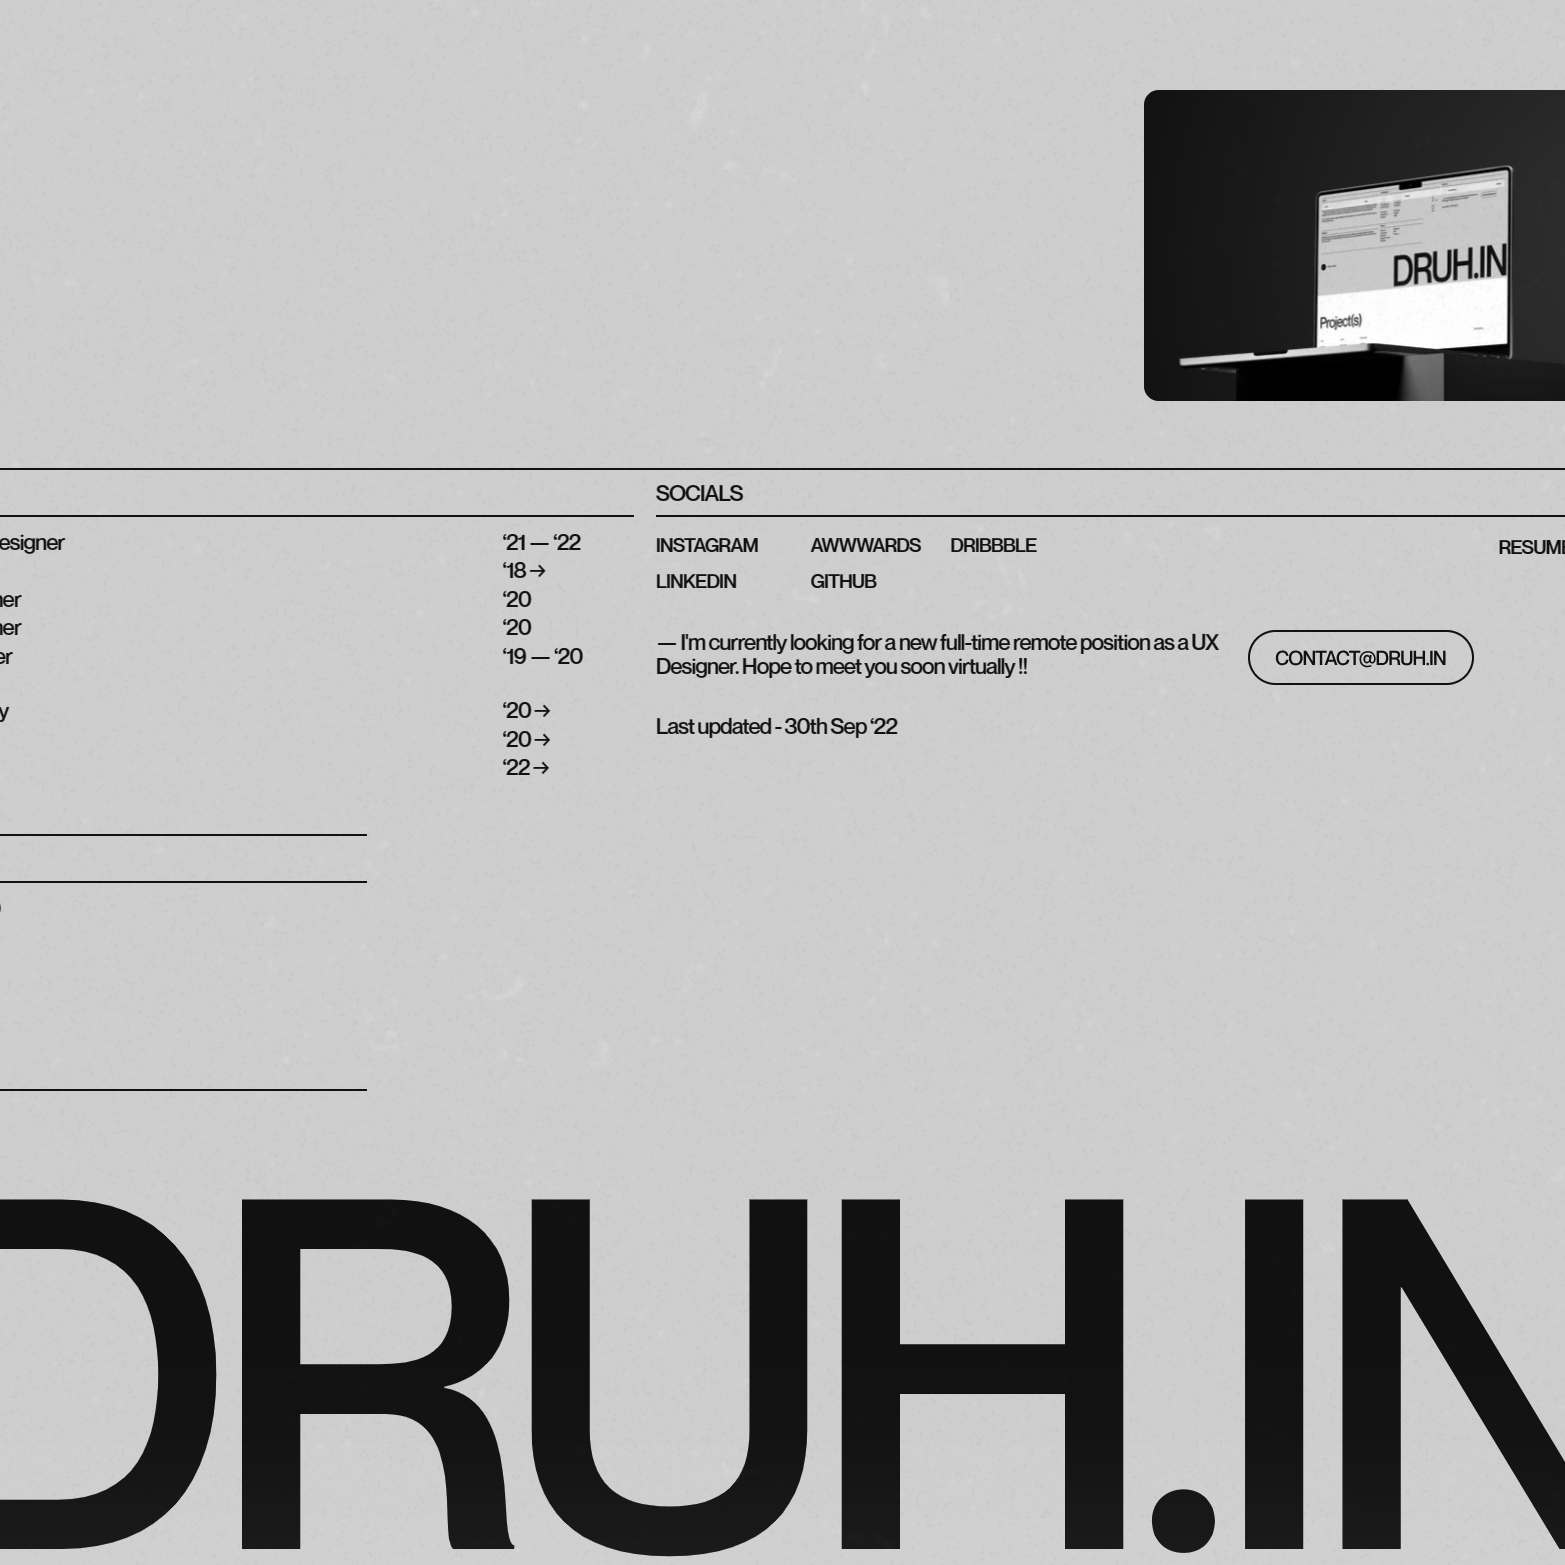 DRUH.IN
Project(s)
SOCIALS
esigner
‘21 — ‘22
‘18 →
ner
‘20
ner
‘20
er
‘19 — ‘20
y
‘20 →
‘20 →
‘22 →
INSTAGRAM AWWWARDS DRIBBBLE
RESUME
LINKEDIN GITHUB
— I'm currently looking for a new full-time remote position as a UX
Designer. Hope to meet you soon virtually !!
CONTACT@DRUH.IN
Last updated - 30th Sep ‘22
DRUH.IN